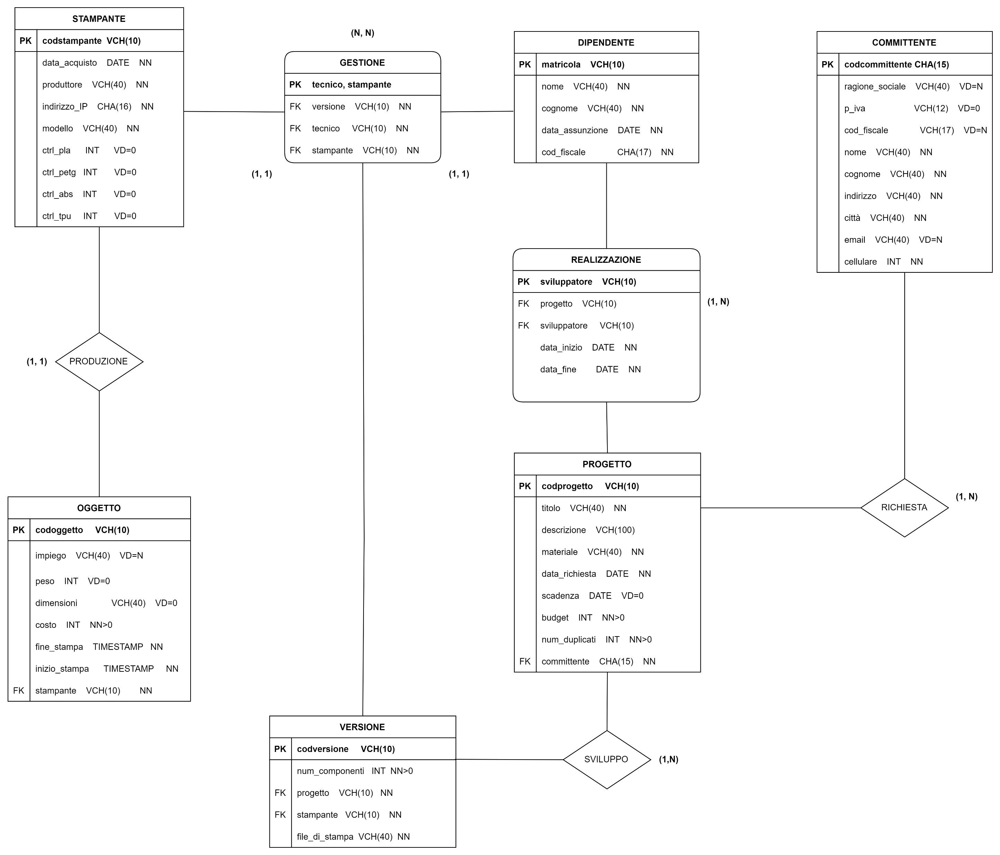 STAMPANTE
PK codstampante VCH(10)
data_acquisto DATE NN
produttore VCH(40) NN
indirizzo_IP CHA(16) NN
modello VCH(40) NN
ctrl_pla INT VD=0
ctrl_petg INT VD=0
ctrl_abs INT VD=0
ctrl_tpu INT VD=0
(N, N)
GESTIONE
PK tecnico, stampante
FK versione VCH(10) NN
FK tecnico VCH(10) NN
FK stampante VCH(10) NN
(1, 1)
(1, 1)
DIPENDENTE
PK matricola VCH(10)
nome VCH(40) NN
cognome VCH(40) NN
data_assunzione DATE NN
cod_fiscale CHA(17) NN
COMMITTENTE
PK codcommittente CHA(15)
ragione_sociale VCH(40) VD=N
p_iva VCH(12) VD=0
cod_fiscale VCH(17) VD=N
nome VCH(40) NN
cognome VCH(40) NN
indirizzo VCH(40) NN
città VCH(40) NN
email VCH(40) VD=N
cellulare INT NN
REALIZZAZIONE
PK sviluppatore VCH(10)
FK progetto VCH(10)
FK sviluppatore VCH(10)
data_inizio DATE NN
data_fine DATE NN
(1, N)
(1, 1)
PRODUZIONE
PROGETTO
PK codprogetto VCH(10)
titolo VCH(40) NN
descrizione VCH(100)
materiale VCH(40) NN
data_richiesta DATE NN
scadenza DATE VD=0
budget INT NN>0
num_duplicati INT NN>0
FK committente CHA(15) NN
RICHIESTA
(1, N)
OGGETTO
PK codoggetto VCH(10)
impiego VCH(40) VD=N
peso INT VD=0
dimensioni VCH(40) VD=0
costo INT NN>0
fine_stampa TIMESTAMP NN
inizio_stampa TIMESTAMP NN
FK stampante VCH(10) NN
VERSIONE
PK codversione VCH(10)
num_componenti INT NN>0
FK progetto VCH(10) NN
FK stampante VCH(10) NN
file_di_stampa VCH(40) NN
SVILUPPO
(1,N)